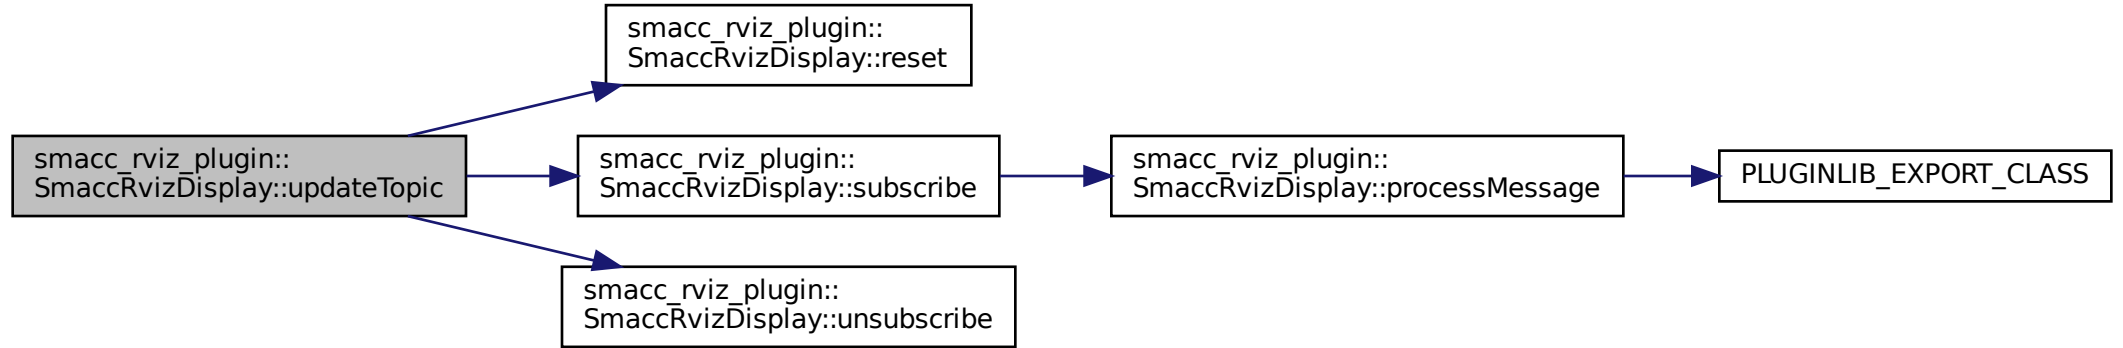 smacc_rviz_plugin::
SmaccRvizDisplay::updateTopic
smacc_rviz_plugin::
SmaccRvizDisplay::reset
smacc_rviz_plugin::
SmaccRvizDisplay::subscribe
smacc_rviz_plugin::
SmaccRvizDisplay::unsubscribe
smacc_rviz_plugin::
SmaccRvizDisplay::processMessage
PLUGINLIB_EXPORT_CLASS